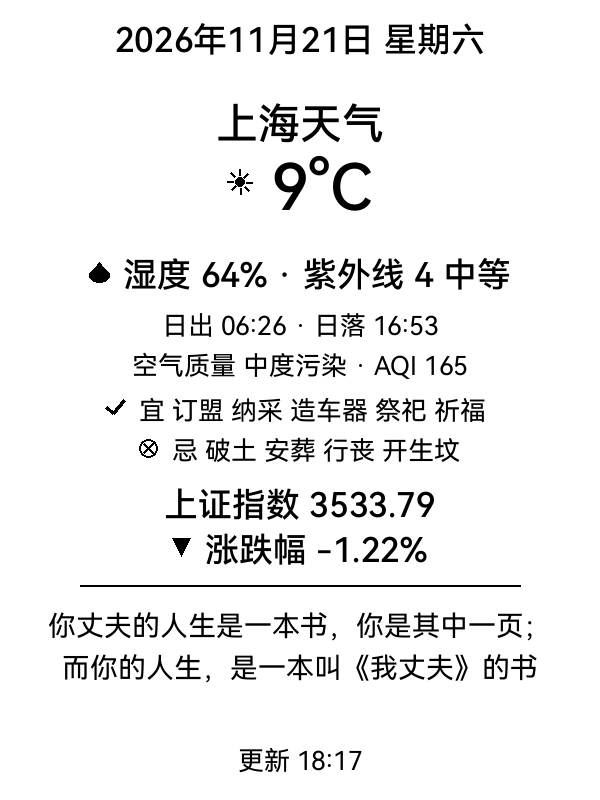 2026年11月21日 星期六
上海天气
9°C
湿度 64% · 紫外线 4 中等
日出 06:26 · 日落 16:53
空气质量 中度污染 · AQI 165
宜 订盟 纳采 造车器 祭祀 祈福
忌 破土 安葬 行丧 开生坟
上证指数 3533.79
▼ 涨跌幅 -1.22%
你丈夫的人生是一本书，你是其中一页；
而你的人生，是一本叫《我丈夫》的书
更新 18:17